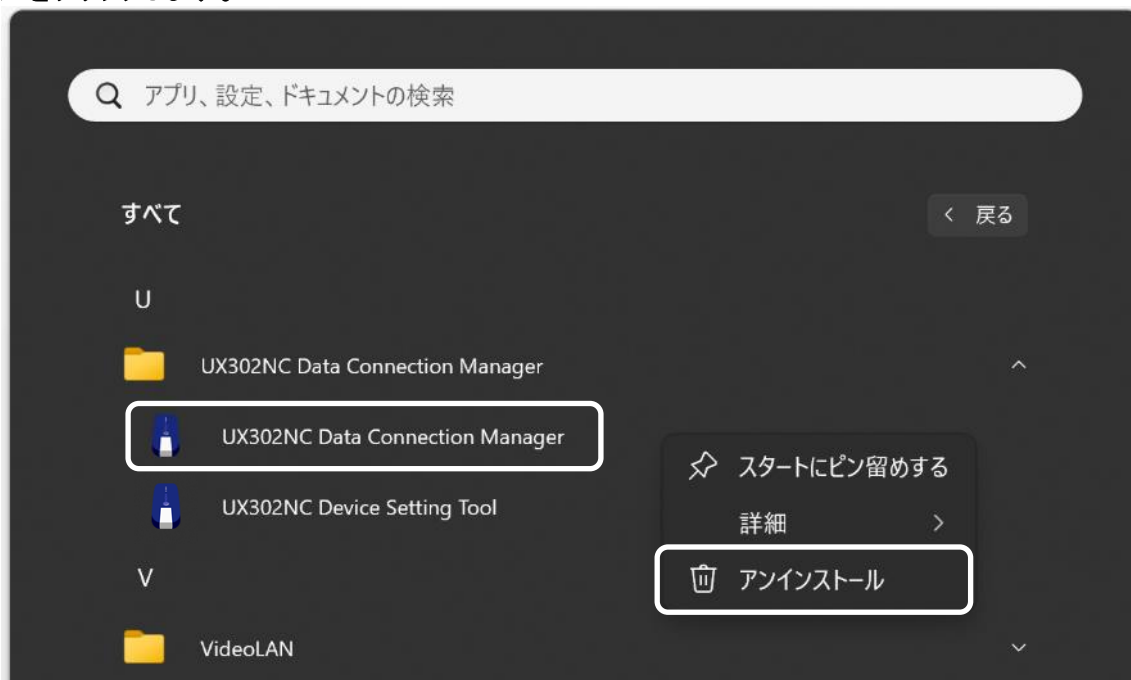 アプリ、設定、ドキュメントの検索
すべて
戻る
U
UX302NC Data Connection Manager
UX302NC Data Connection Manager
スタートにピン留めする
UX302NC Device Setting Tool
詳細
V
アンインストール
VideoLAN